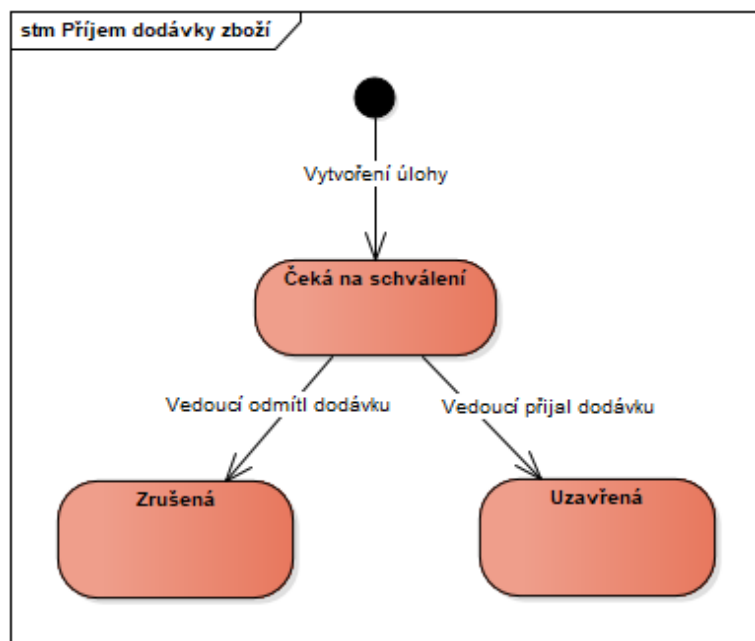 stm Příjem dodávky zboží
Vytvoření úlohy
Čeká na schválení
Vedoucí odmítl dodávku
Vedoucí přijal dodávku
Zrušená
Uzavřená